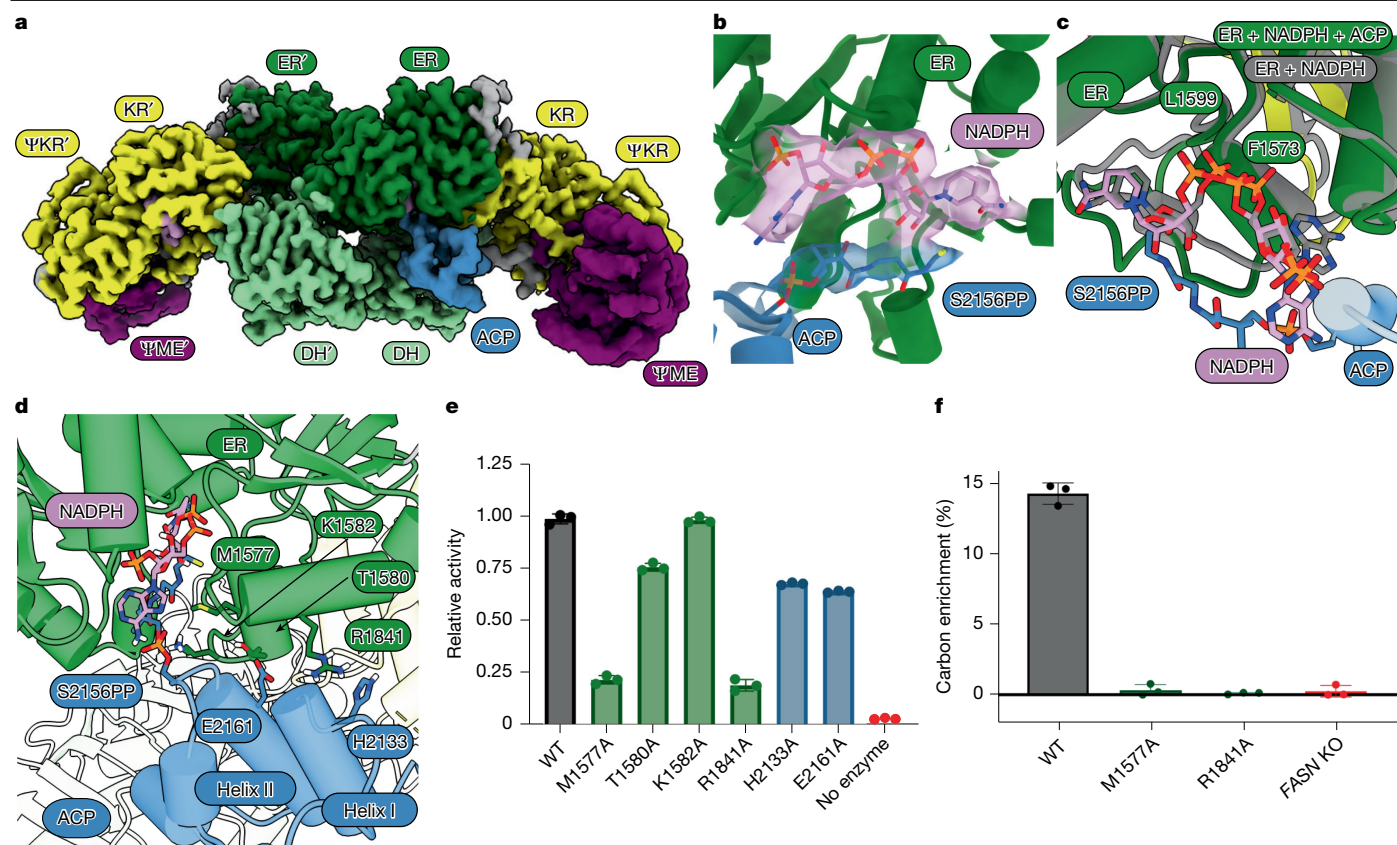 a
ER′
ER
KR′
KR
ΨKR′
ΨKR
ΨME′
DH′
DH
ACP
ΨME
b
ER
NADPH
S2156PP
ACP
c
ER + NADPH + ACP
ER + NADPH
ER
L1599
F1573
S2156PP
NADPH
ACP
d
ER
NADPH
K1582
M1577
T1580
R1841
S2156PP
E2161
H2133
Helix II
Helix I
ACP
e
Relative activity
1.25
1.00
0.75
0.50
0.25
0
WT
M1577A
T1580A
K1582A
R1841A
H2133A
E2161A
No enzyme
f
Carbon enrichment (%)
15
10
5
0
WT
M1577A
R1841A
FASN KO